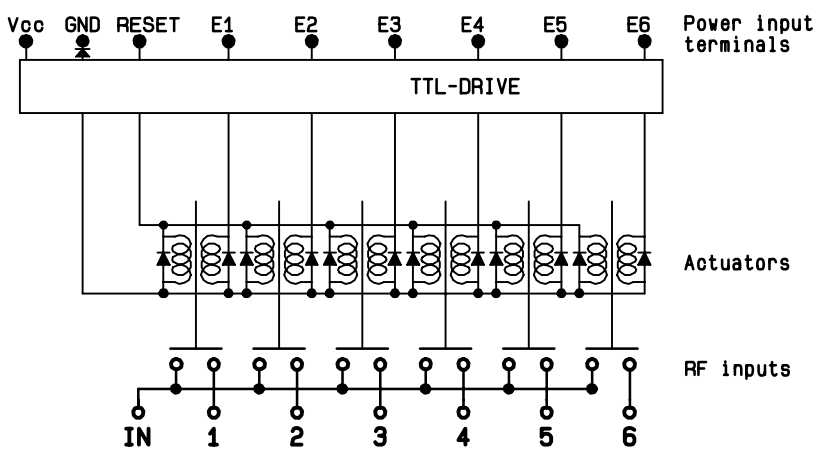 Vcc GND RESET E1 E2 E3 E4 E5 E6 Power input
terminals
TTL-DRIVE
Actuators
RF inputs
IN 1 2 3 4 5 6